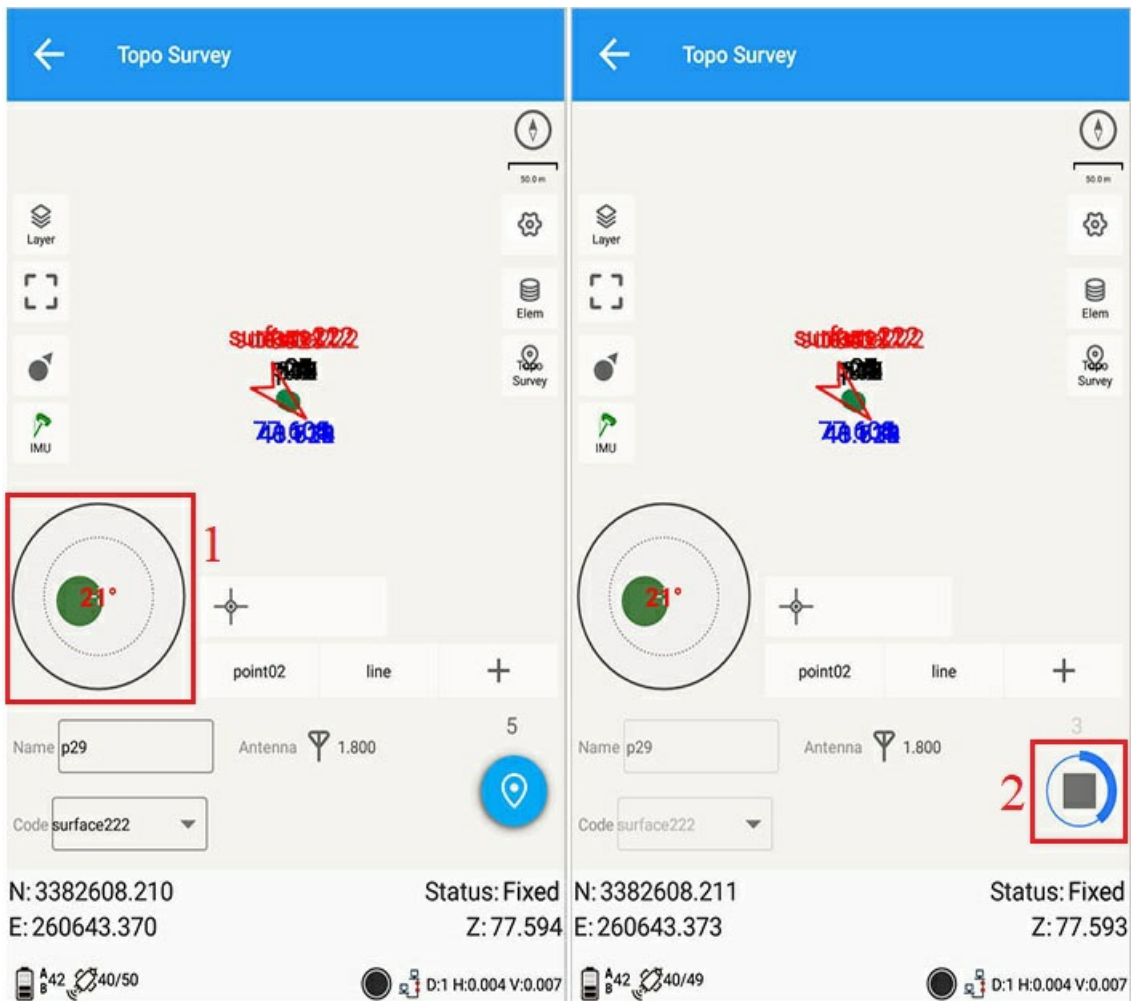 Topo Survey
50.0 m
Layer
Elem
surface222
Topo
Survey
IMU
1
21°
point02 line
5
Name p29 Antenna 1.800
Code surface222
N: 3382608.210 Status: Fixed
E: 260643.370 Z: 77.594
A
B 42 40/50 D:1 H:0.004 V:0.007
Topo Survey
50.0 m
Layer
Elem
surface222
Topo
Survey
IMU
21°
point02 line
3
Name p29 Antenna 1.800
2
Code surface222
N: 3382608.211 Status: Fixed
E: 260643.373 Z: 77.593
A
B 42 40/49 D:1 H:0.004 V:0.007